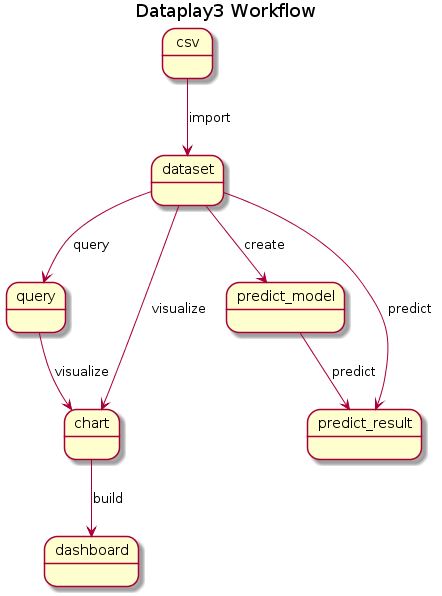 Dataplay3 Workflow
csv
import
dataset
query
create
query
visualize
predict_model
predict
visualize
predict
chart
predict_result
build
dashboard